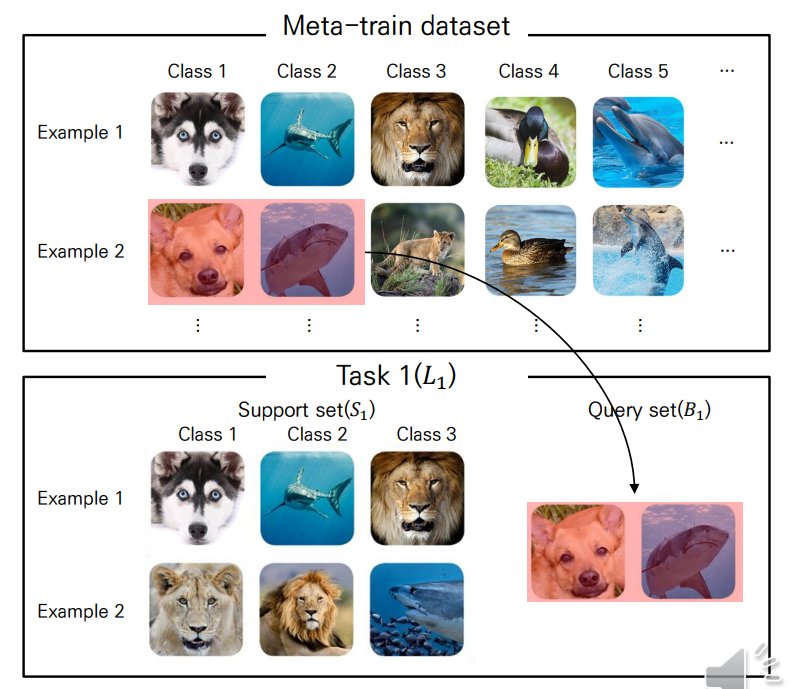 Meta-train dataset
Class 1 Class 2 Class 3 Class 4 Class 5 ...
Example 1 ...
Example 2 ...
⋮ ⋮ ⋮ ⋮ ⋮
Task 1(L₁)
Support set(S₁) Query set(B₁)
Class 1 Class 2 Class 3
Example 1
Example 2